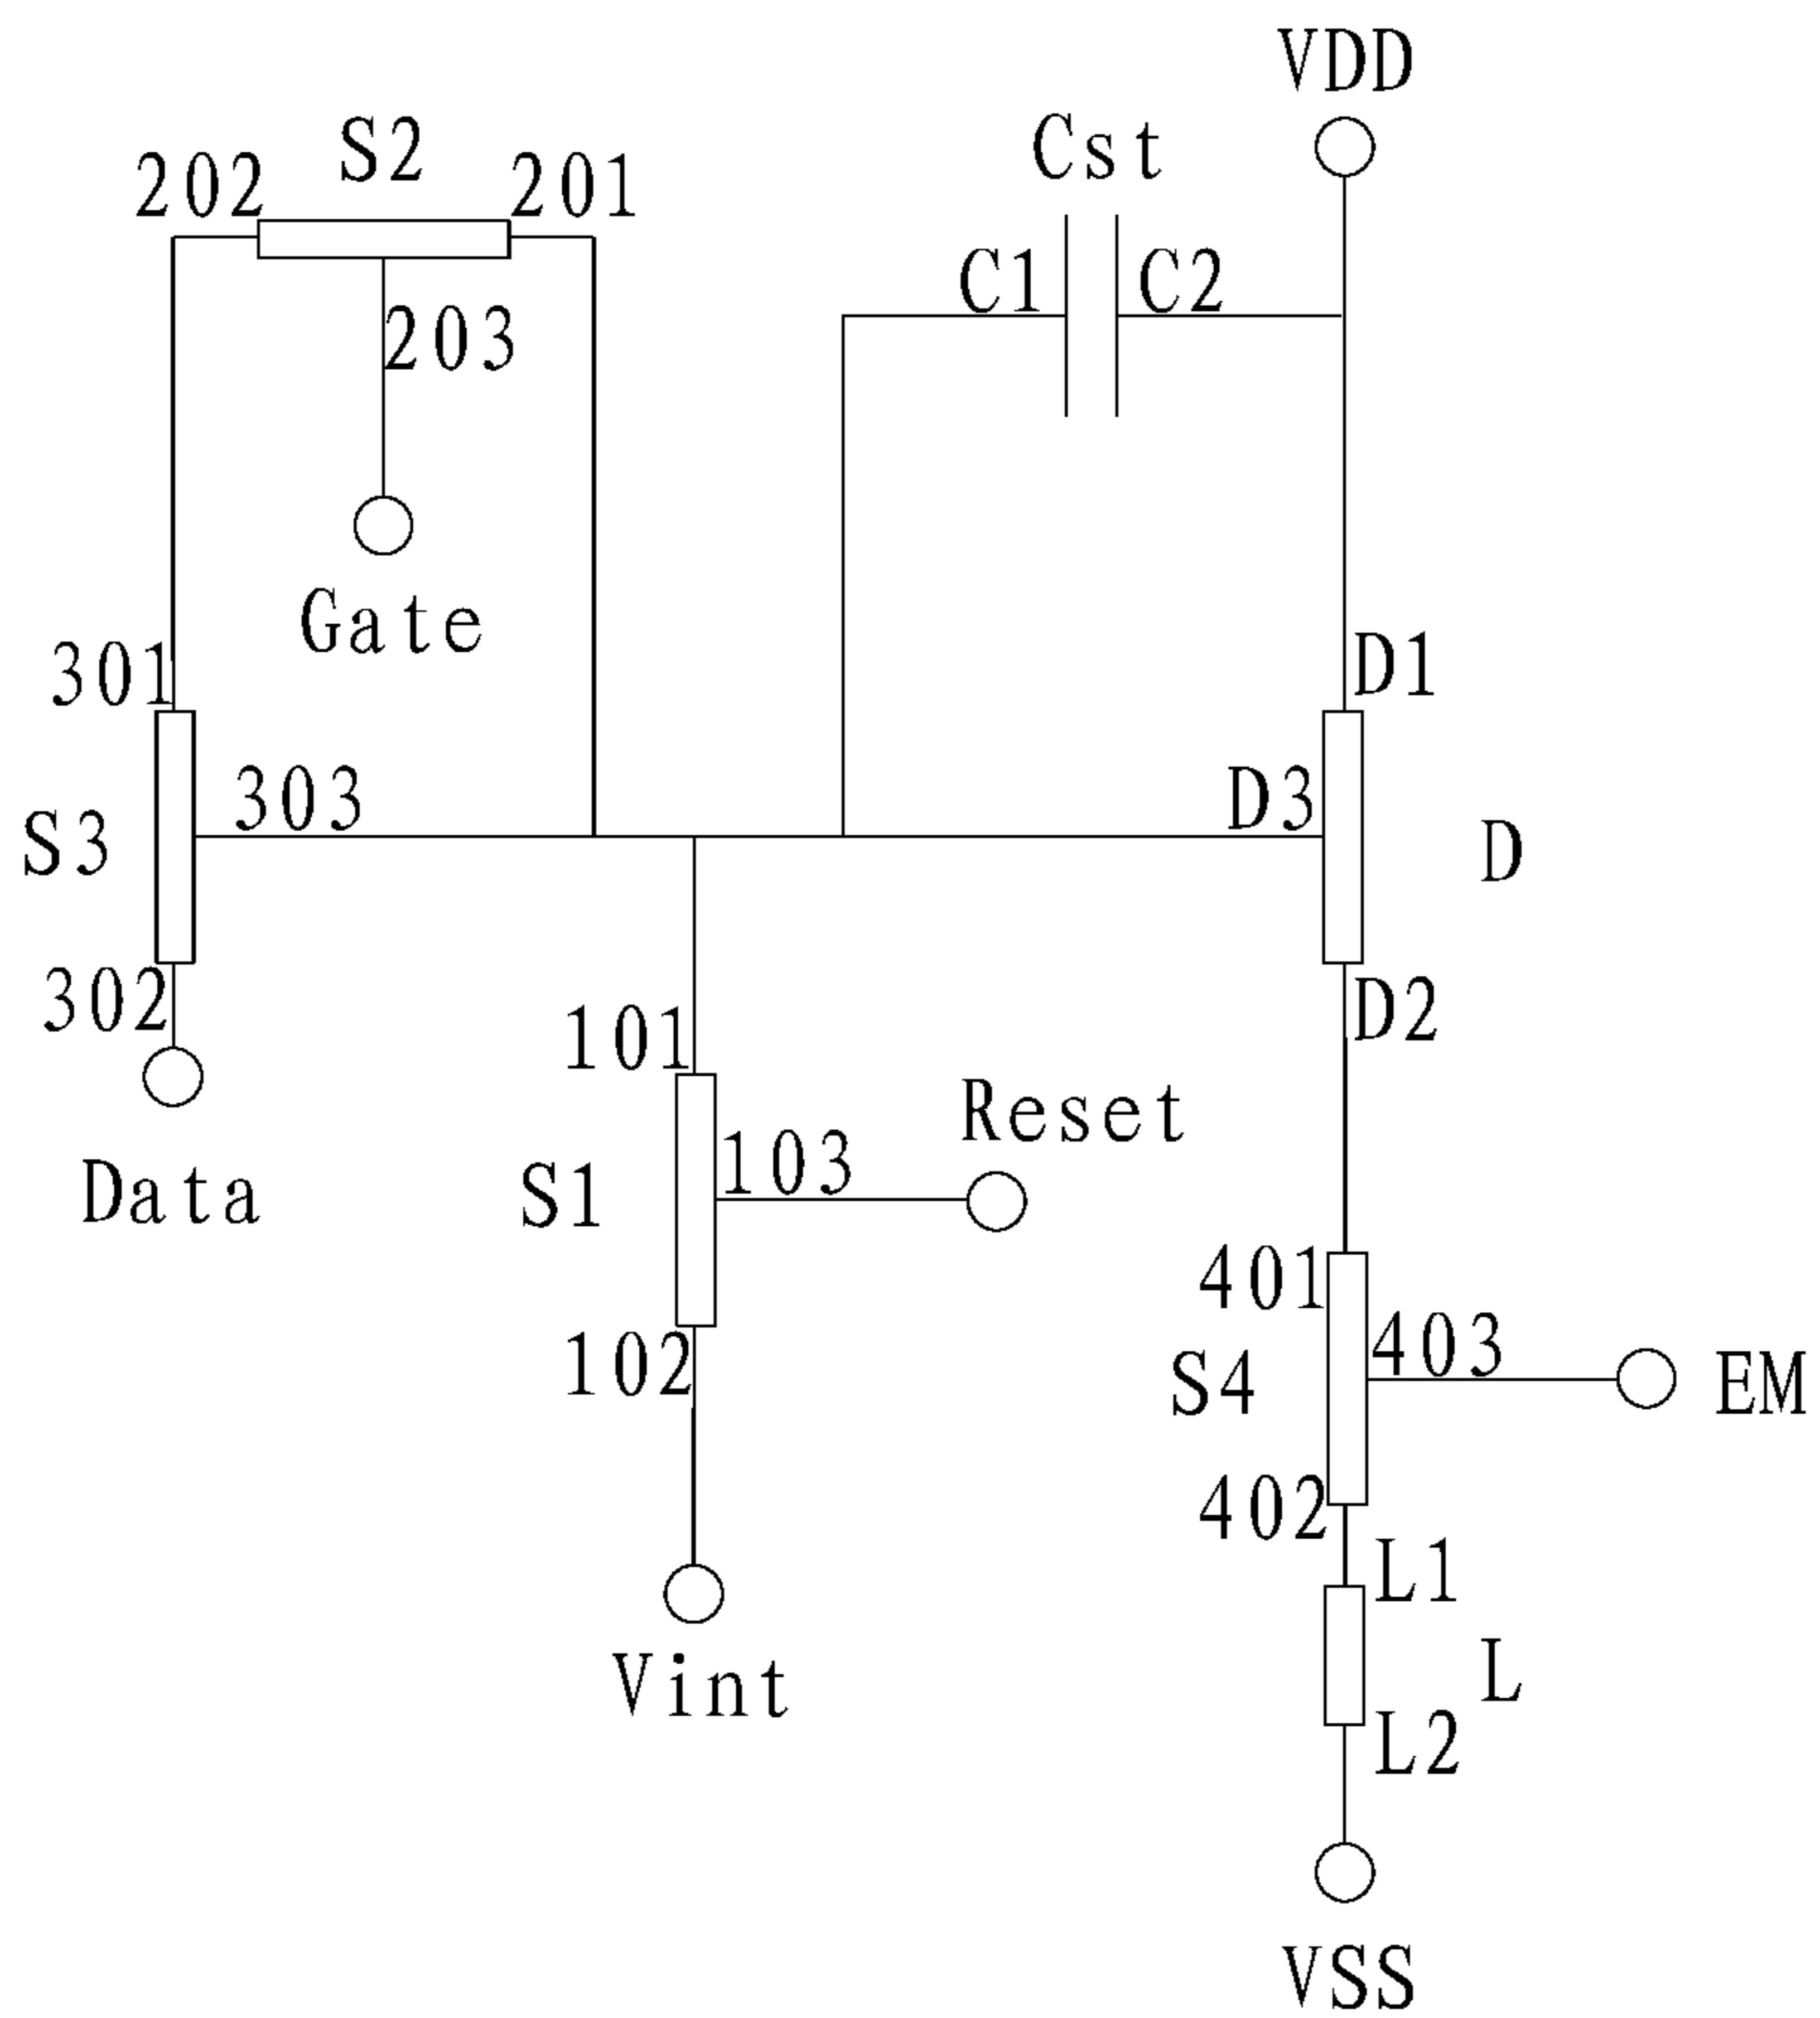 VDD
Cst
S2
202
201
C1
C2
203
Gate
301
D1
303
D3
S3
D
302
D2
101
Reset
103
Data
S1
401
403
102
S4
EM
402
L1
Vint
L
L2
VSS